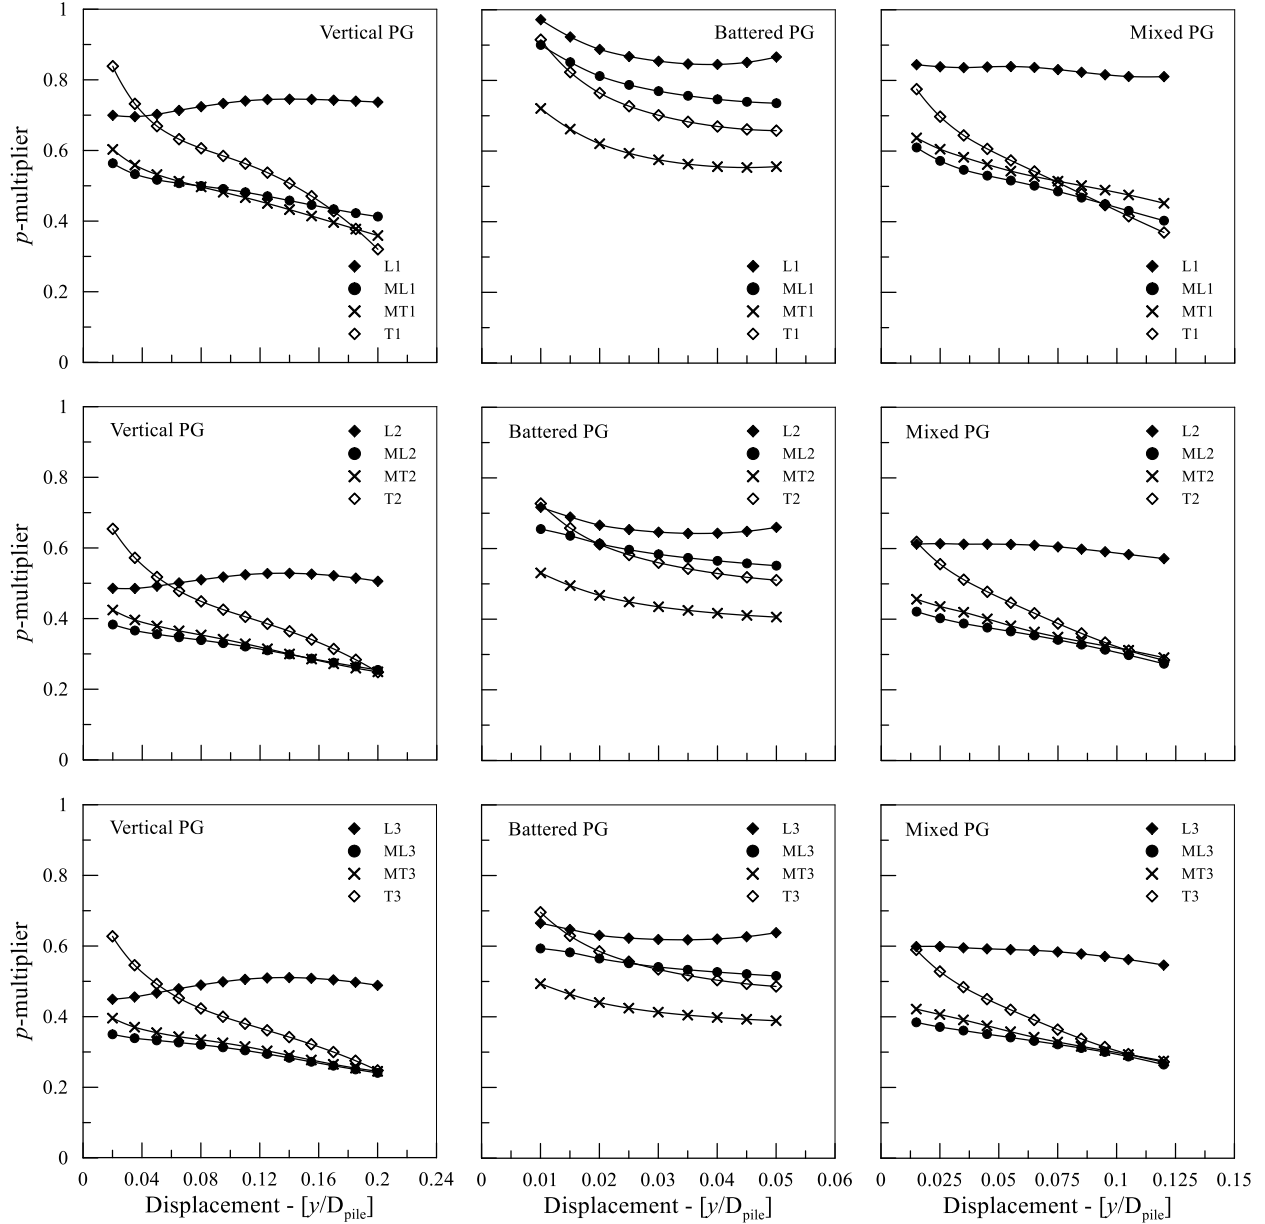 1
0.8
0.6
0.4
0.2
0
p-multiplier
Vertical PG
L1
ML1
MT1
T1
Battered PG
L1
ML1
MT1
T1
Mixed PG
L1
ML1
MT1
T1
1
0.8
0.6
0.4
0.2
0
p-multiplier
Vertical PG
L2
ML2
MT2
T2
Battered PG
L2
ML2
MT2
T2
Mixed PG
L2
ML2
MT2
T2
1
0.8
0.6
0.4
0.2
0
p-multiplier
Vertical PG
L3
ML3
MT3
T3
Battered PG
L3
ML3
MT3
T3
Mixed PG
L3
ML3
MT3
T3
0 0.04 0.08 0.12 0.16 0.2 0.24
Displacement - [y/Dpile]
0 0.01 0.02 0.03 0.04 0.05 0.06
Displacement - [y/Dpile]
0 0.025 0.05 0.075 0.1 0.125 0.15
Displacement - [y/Dpile]